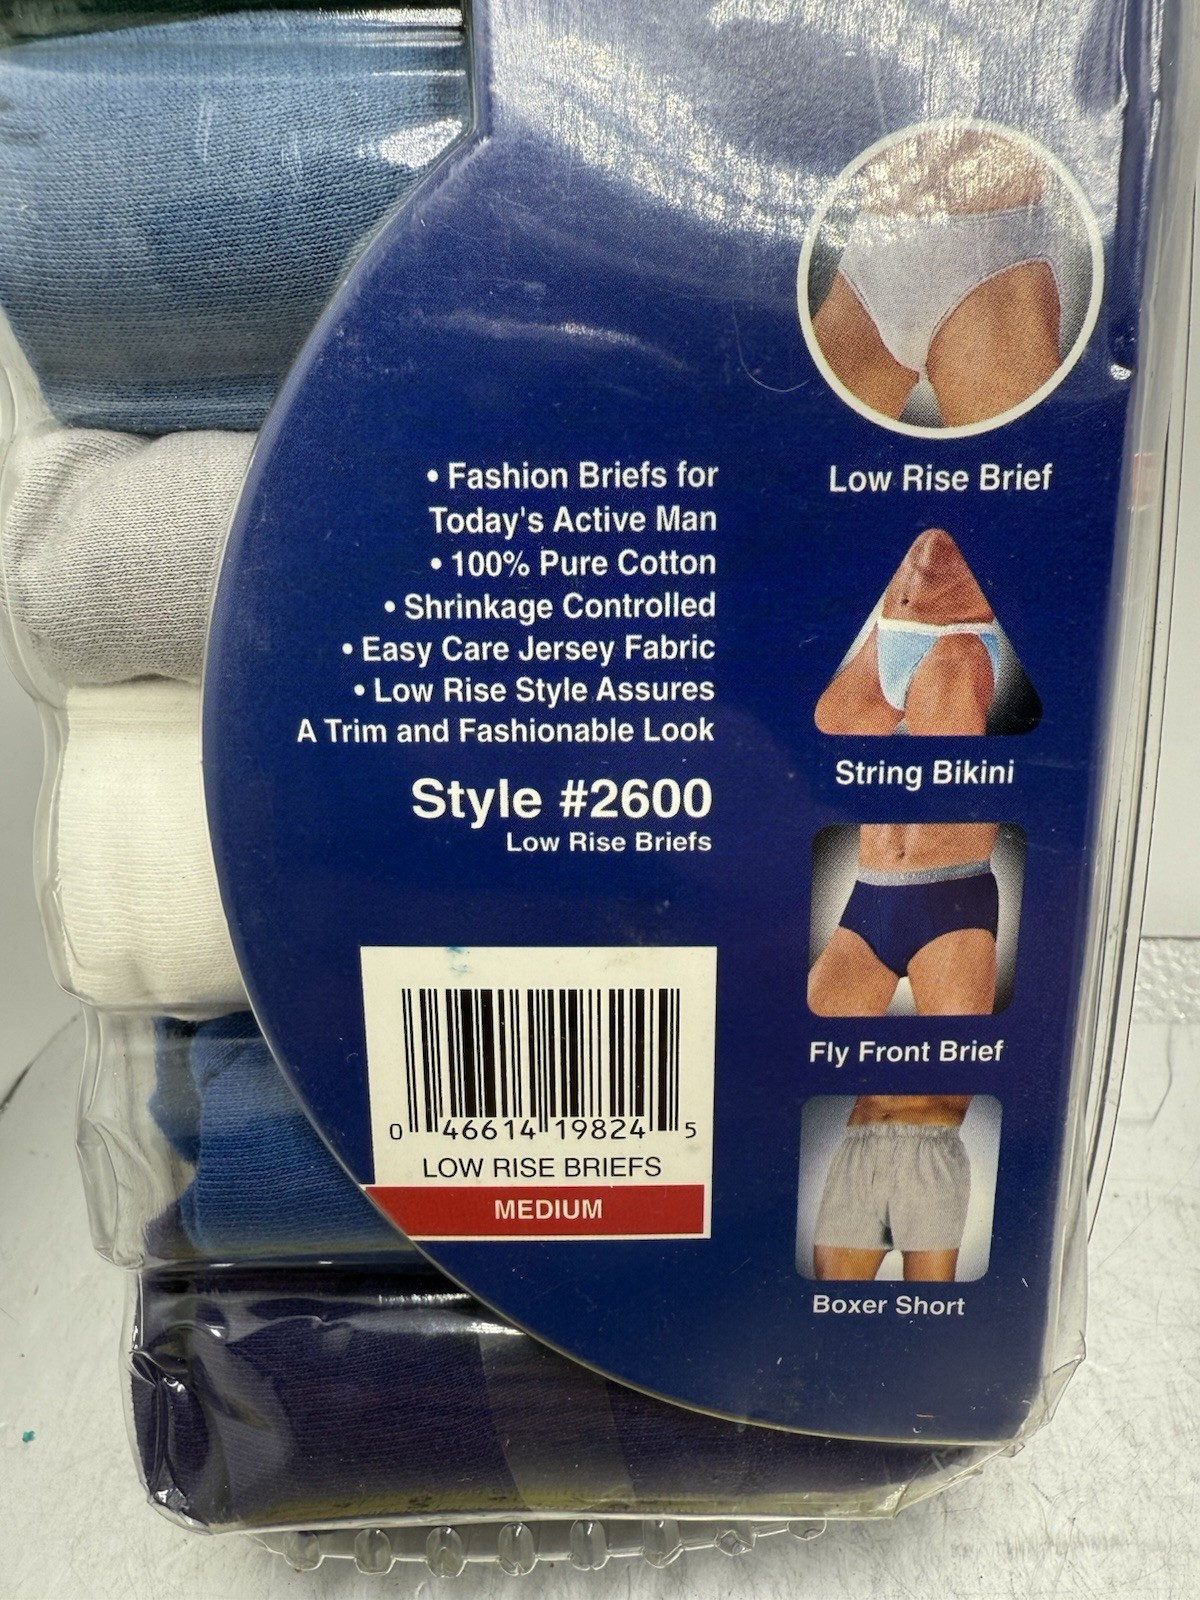 • Fashion Briefs for
Today's Active Man
• 100% Pure Cotton
• Shrinkage Controlled
• Easy Care Jersey Fabric
• Low Rise Style Assures
A Trim and Fashionable Look
Style #2600
Low Rise Briefs
0 46614 19824 5
LOW RISE BRIEFS
MEDIUM
Low Rise Brief
String Bikini
Fly Front Brief
Boxer Short